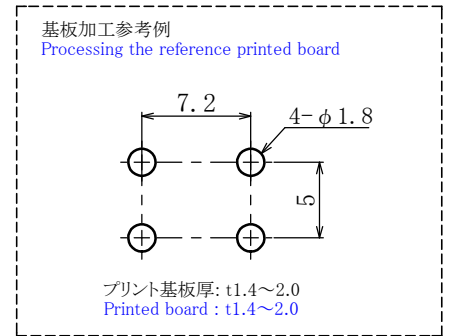 基板加工参考例
Processing the reference printed board
7.2
4-φ1.8
5
プリント基板厚: t1.4～2.0
Printed board : t1.4～2.0